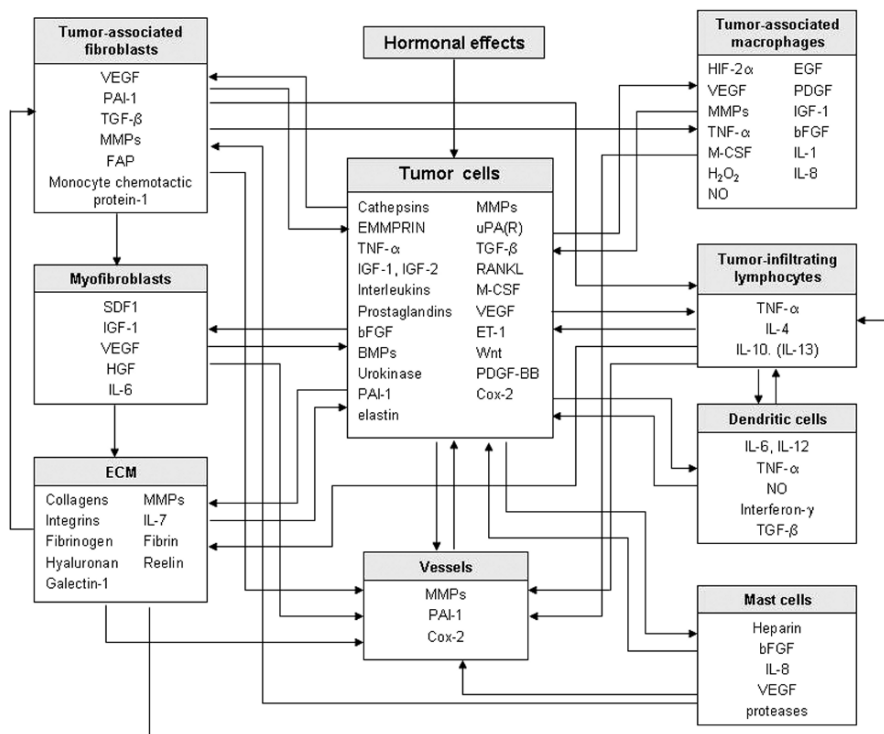 Tumor-associated
fibroblasts
VEGF
PAI-1
TGF-β
MMPs
FAP
Monocyte chemotactic
protein-1
Hormonal effects
Tumor-associated
macrophages
HIF-2α EGF
VEGF PDGF
MMPs IGF-1
TNF-α bFGF
M-CSF IL-1
H₂O₂ IL-8
NO
Tumor cells
Cathepsins MMPs
EMMPRIN uPA(R)
TNF-α TGF-β
IGF-1, IGF-2 RANKL
Interleukins M-CSF
Prostaglandins VEGF
bFGF ET-1
BMPs Wnt
Urokinase PDGF-BB
PAI-1 Cox-2
elastin
Myofibroblasts
SDF1
IGF-1
VEGF
HGF
IL-6
Tumor-infiltrating
lymphocytes
TNF-α
IL-4
IL-10. (IL-13)
Dendritic cells
IL-6, IL-12
TNF-α
NO
Interferon-γ
TGF-β
ECM
Collagens MMPs
Integrins IL-7
Fibrinogen Fibrin
Hyaluronan Reelin
Galectin-1
Vessels
MMPs
PAI-1
Cox-2
Mast cells
Heparin
bFGF
IL-8
VEGF
proteases